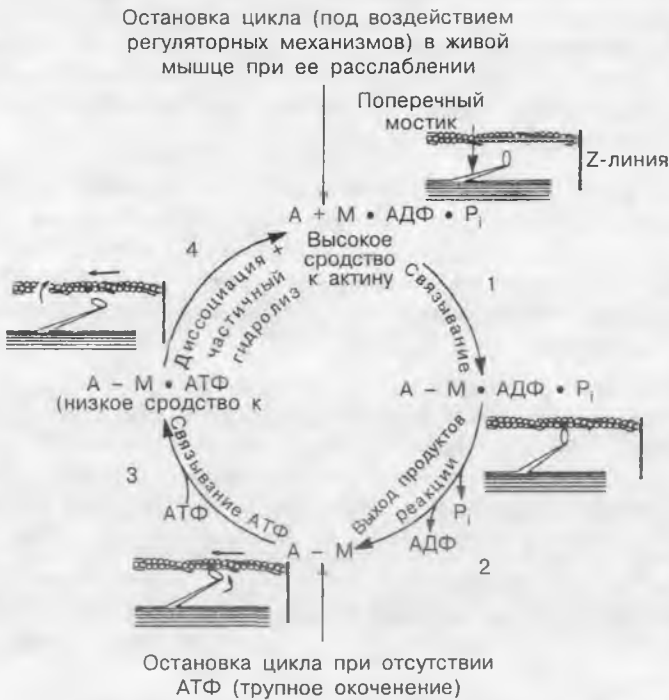 Остановка цикла (под воздействием
регуляторных механизмов) в живой
мышце при ее расслаблении
Поперечный
мостик
Z-линия
А + М • АДФ • Pi
Высокое
сродство
к актину
4
Диссоциация +
частичный
гидролиз
1
Связывание
А – М • АТФ
(низкое сродство к
А – М • АДФ • Pi
3
Связывание АТФ
АТФ
Выход продуктов
реакции
Pi
АДФ
2
А – М
Остановка цикла при отсутствии
АТФ (трупное окоченение)